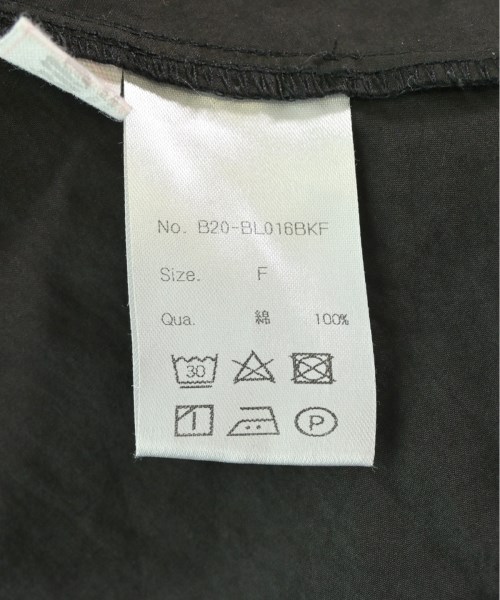 No. B20-BL016BKF
Size. F
Qua. 綿 100%
30
P